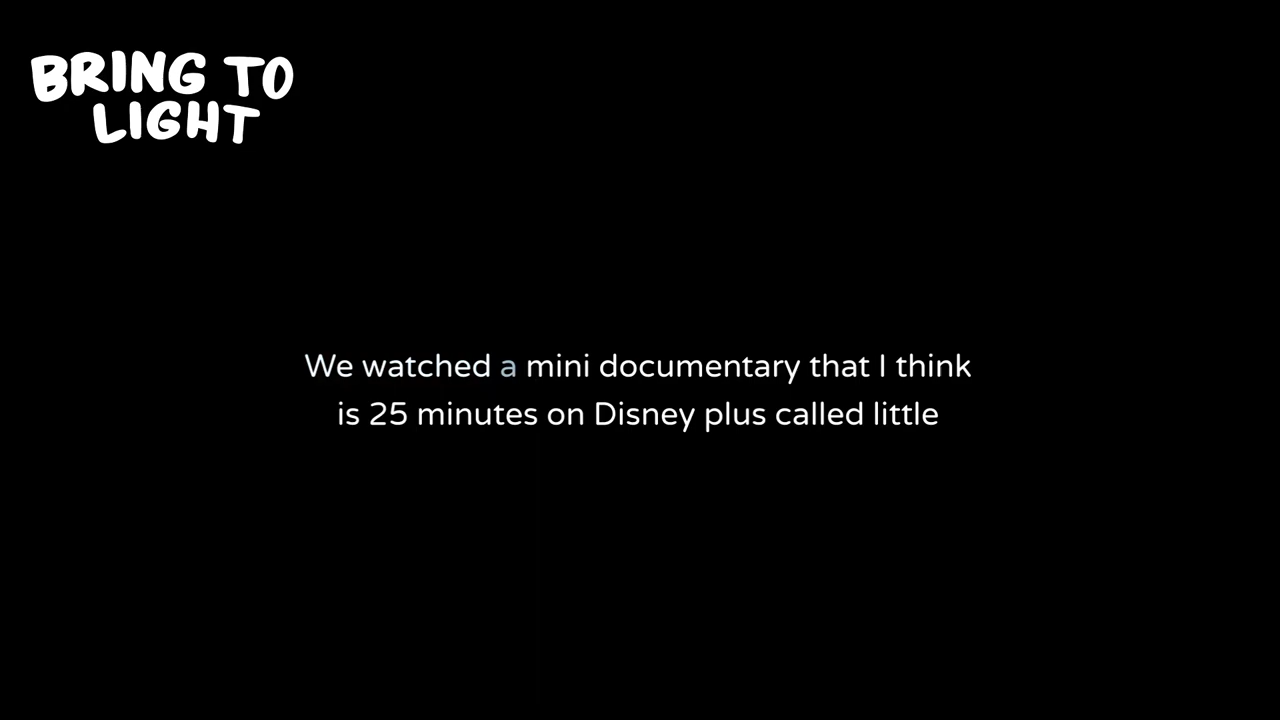 BRING TO
LIGHT
We watched a mini documentary that I think
is 25 minutes on Disney plus called little